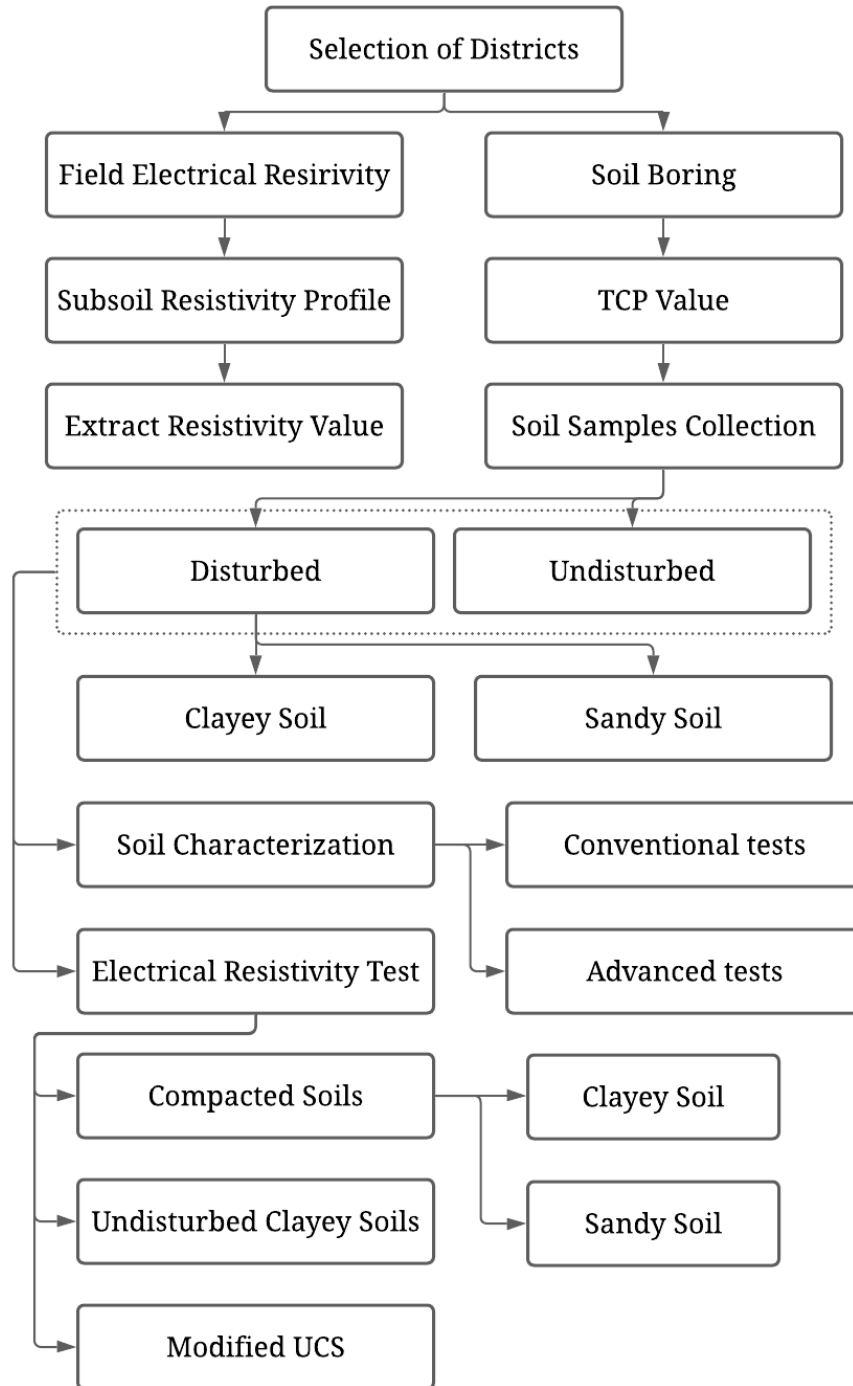 Selection of Districts
Field Electrical Resirivity
Soil Boring
Subsoil Resistivity Profile
TCP Value
Extract Resistivity Value
Soil Samples Collection
Disturbed
Undisturbed
Clayey Soil
Sandy Soil
Soil Characterization
Conventional tests
Electrical Resistivity Test
Advanced tests
Compacted Soils
Clayey Soil
Undisturbed Clayey Soils
Sandy Soil
Modified UCS